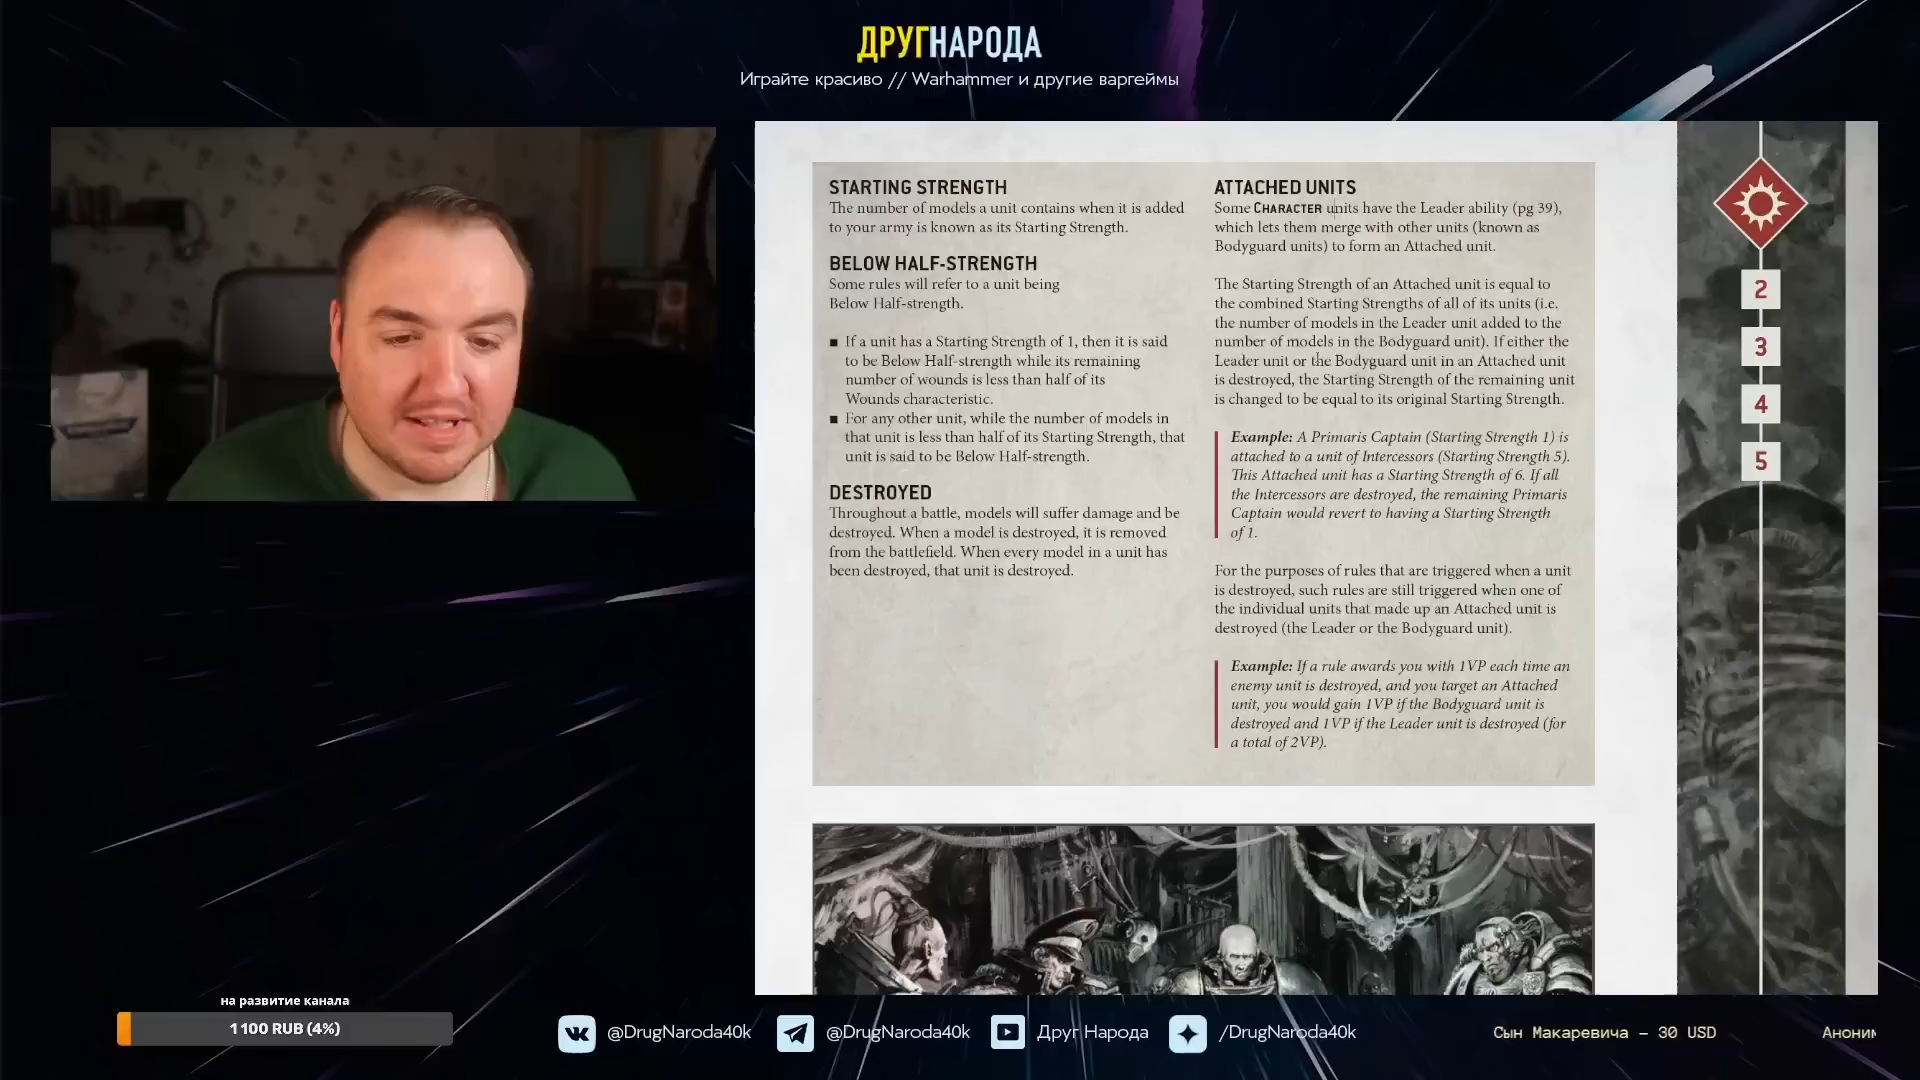 ДРУГНАРОДА
Играйте красиво // Warhammer и другие варгеймы
STARTING STRENGTH
The number of models a unit contains when it is added
to your army is known as its Starting Strength.
BELOW HALF-STRENGTH
Some rules will refer to a unit being
Below Half-strength.
■ If a unit has a Starting Strength of 1, then it is said
to be Below Half-strength while its remaining
number of wounds is less than half of its
Wounds characteristic.
■ For any other unit, while the number of models in
that unit is less than half of its Starting Strength, that
unit is said to be Below Half-strength.
DESTROYED
Throughout a battle, models will suffer damage and be
destroyed. When a model is destroyed, it is removed
from the battlefield. When every model in a unit has
been destroyed, that unit is destroyed.
ATTACHED UNITS
Some CHARACTER units have the Leader ability (pg 39),
which lets them merge with other units (known as
Bodyguard units) to form an Attached unit.
The Starting Strength of an Attached unit is equal to
the combined Starting Strengths of all of its units (i.e.
the number of models in the Leader unit added to the
number of models in the Bodyguard unit). If either the
Leader unit or the Bodyguard unit in an Attached unit
is destroyed, the Starting Strength of the remaining unit
is changed to be equal to its original Starting Strength.
Example: A Primaris Captain (Starting Strength 1) is
attached to a unit of Intercessors (Starting Strength 5).
This Attached unit has a Starting Strength of 6. If all
the Intercessors are destroyed, the remaining Primaris
Captain would revert to having a Starting Strength
of 1.
For the purposes of rules that are triggered when a unit
is destroyed, such rules are still triggered when one of
the individual units that made up an Attached unit is
destroyed (the Leader or the Bodyguard unit).
Example: If a rule awards you with 1VP each time an
enemy unit is destroyed, and you target an Attached
unit, you would gain 1VP if the Bodyguard unit is
destroyed and 1VP if the Leader unit is destroyed (for
a total of 2VP).
2
3
4
5
на развитие канала
1 100 RUB (4%)
@DrugNaroda40k
@DrugNaroda40k
Друг Народа
/DrugNaroda40k
Сын Макаревича – 30 USD